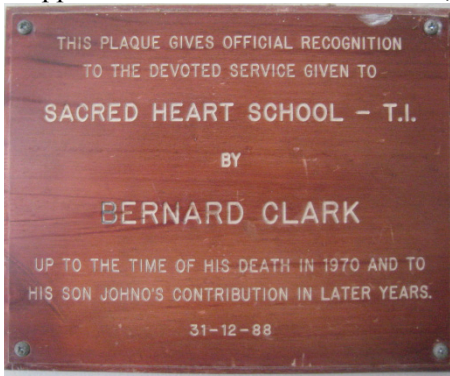 THIS PLAQUE GIVES OFFICIAL RECOGNITION
TO THE DEVOTED SERVICE GIVEN TO
SACRED HEART SCHOOL – T.I.
BY
BERNARD CLARK
UP TO THE TIME OF HIS DEATH IN 1970 AND TO
HIS SON JOHNO'S CONTRIBUTION IN LATER YEARS.
31-12-88